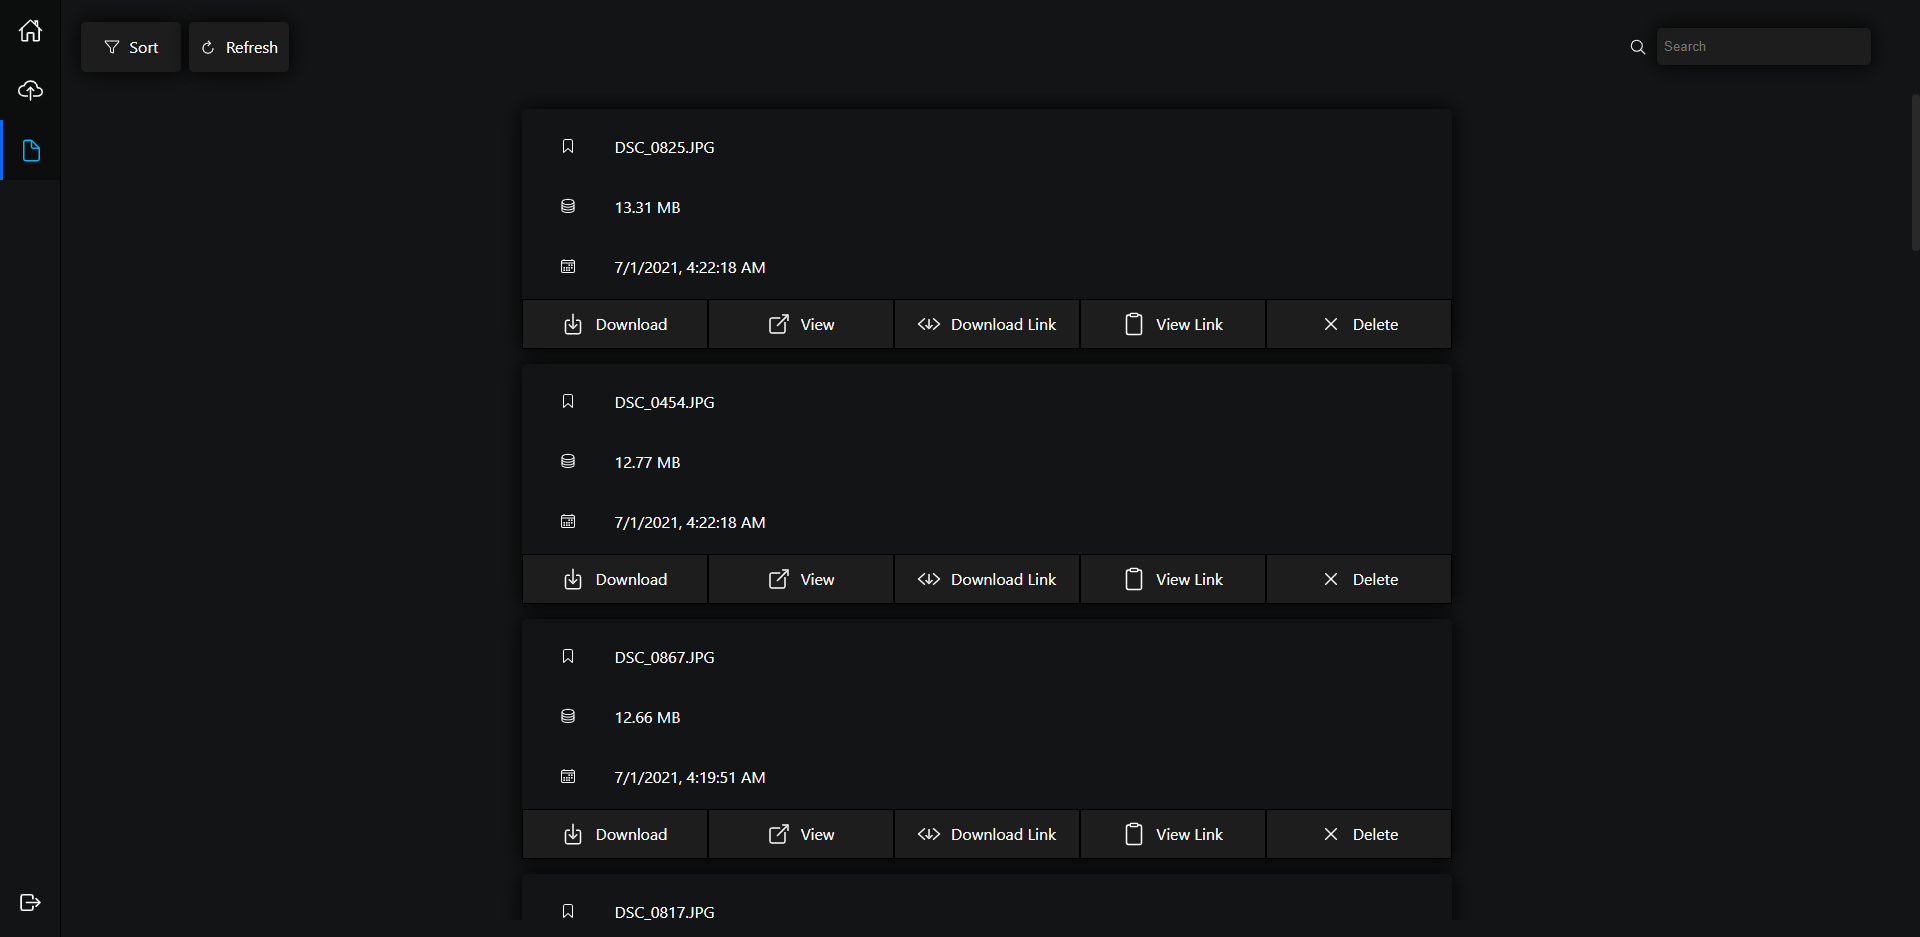 Sort Refresh Search
DSC_0825.JPG
13.31 MB
7/1/2021, 4:22:18 AM
Download View Download Link View Link Delete
DSC_0454.JPG
12.77 MB
7/1/2021, 4:22:18 AM
Download View Download Link View Link Delete
DSC_0867.JPG
12.66 MB
7/1/2021, 4:19:51 AM
Download View Download Link View Link Delete
DSC_0817.JPG